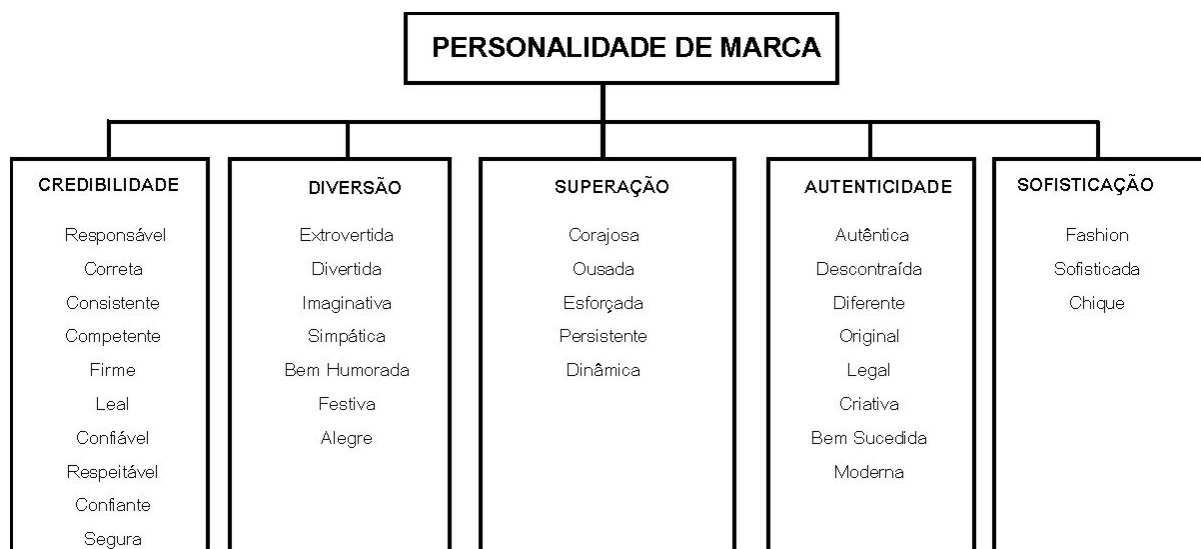 PERSONALIDADE DE MARCA
CREDIBILIDADE
Responsável
Correta
Consistente
Competente
Firme
Leal
Confiável
Respeitável
Confiante
Segura
DIVERSÃO
Extrovertida
Divertida
Imaginativa
Simpática
Bem Humorada
Festiva
Alegre
SUPERAÇÃO
Corajosa
Ousada
Esforçada
Persistente
Dinâmica
AUTENTICIDADE
Autêntica
Descontraída
Diferente
Original
Legal
Criativa
Bem Sucedida
Moderna
SOFISTICAÇÃO
Fashion
Sofisticada
Chique